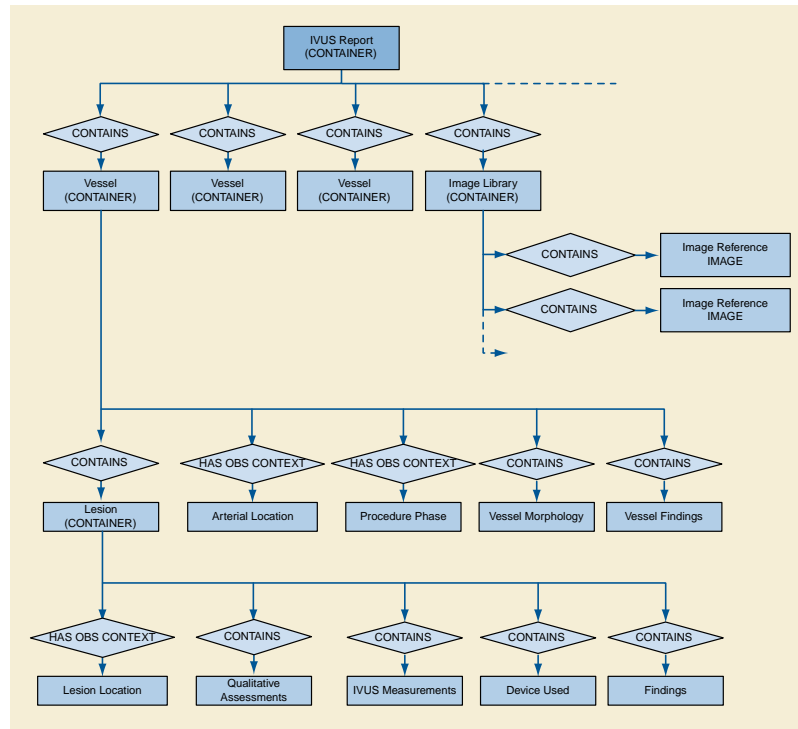 IVUS Report
(CONTAINER)
CONTAINS
CONTAINS
CONTAINS
CONTAINS
Vessel
(CONTAINER)
Vessel
(CONTAINER)
Vessel
(CONTAINER)
Image Library
(CONTAINER)
CONTAINS
Image Reference
IMAGE
CONTAINS
Image Reference
IMAGE
CONTAINS
HAS OBS CONTEXT
HAS OBS CONTEXT
CONTAINS
CONTAINS
Lesion
(CONTAINER)
Arterial Location
Procedure Phase
Vessel Morphology
Vessel Findings
HAS OBS CONTEXT
CONTAINS
CONTAINS
CONTAINS
CONTAINS
Lesion Location
Qualitative
Assessments
IVUS Measurements
Device Used
Findings